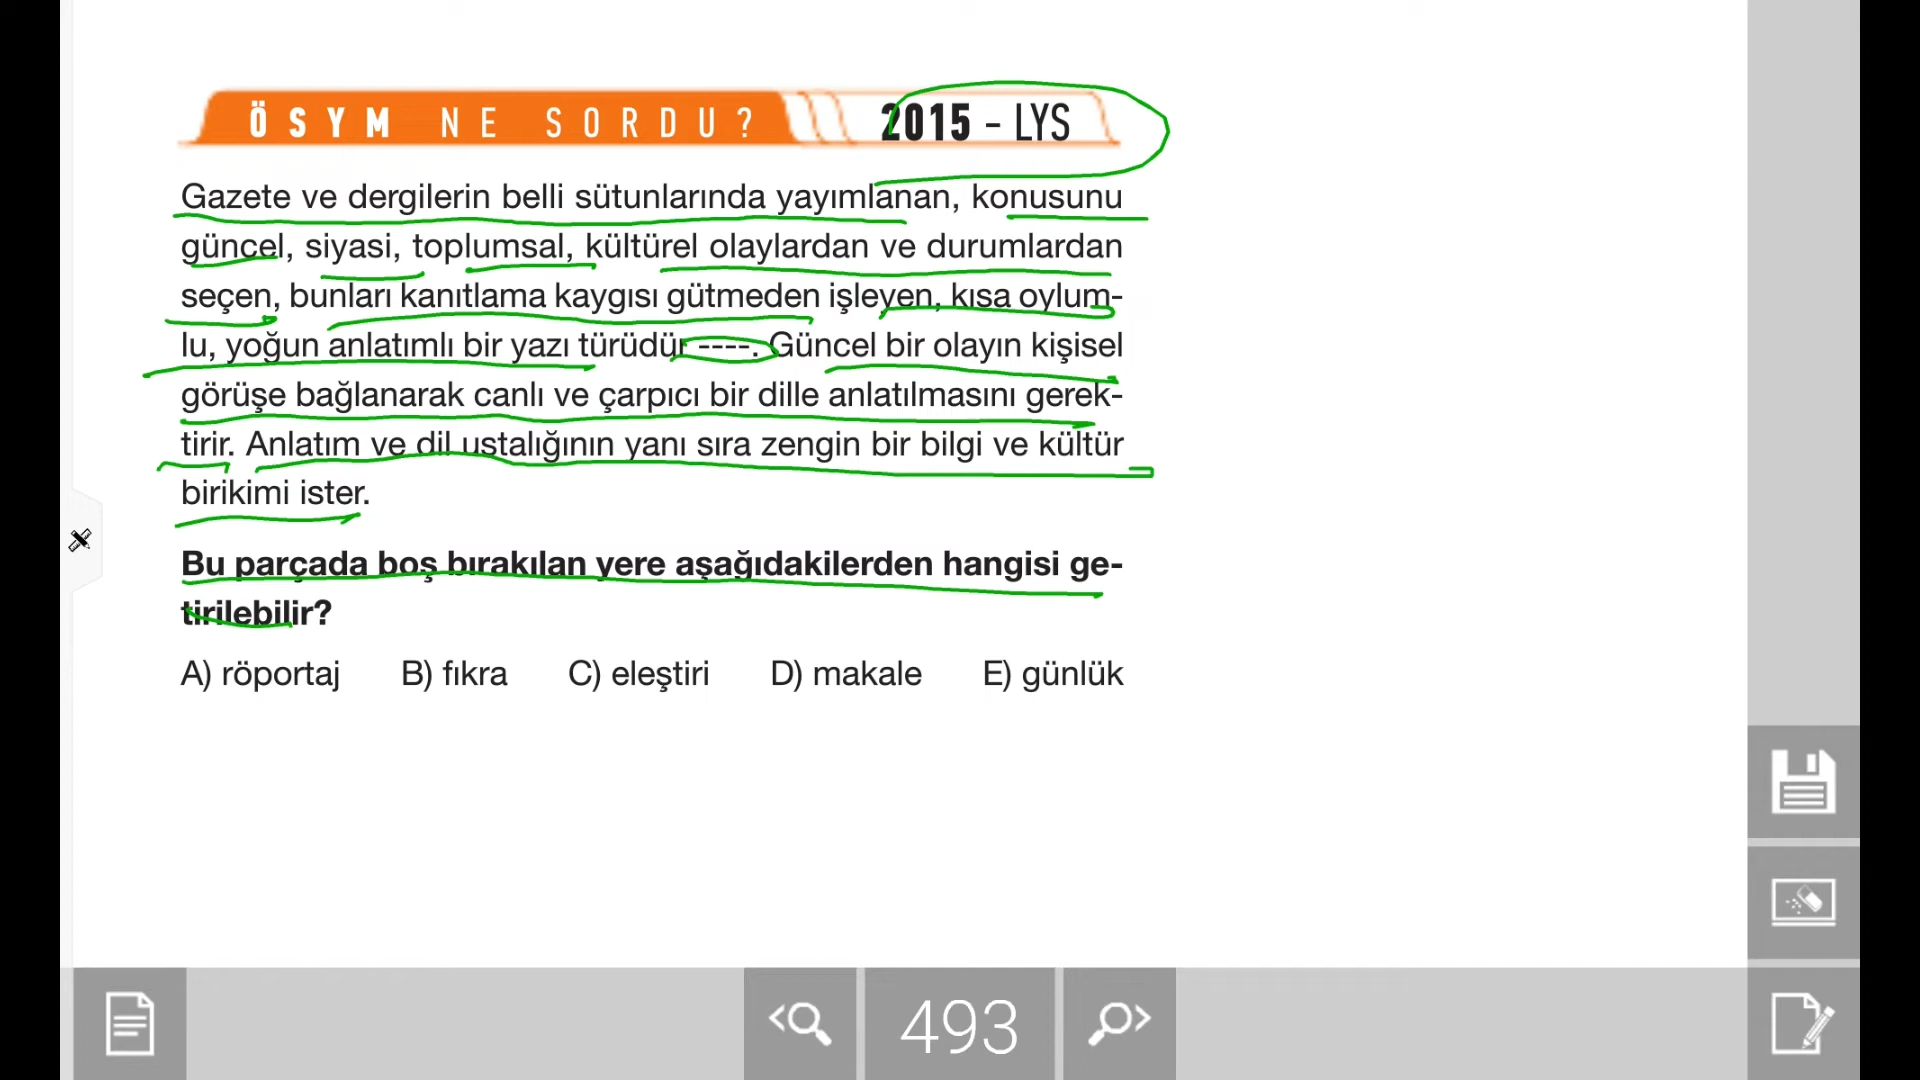 ÖSYM NE SORDU? 2015 - LYS
Gazete ve dergilerin belli sütunlarında yayımlanan, konusunu
güncel, siyasi, toplumsal, kültürel olaylardan ve durumlardan
seçen, bunları kanıtlama kaygısı gütmeden işleyen, kısa oylum-
lu, yoğun anlatımlı bir yazı türüdür ----. Güncel bir olayın kişisel
görüşe bağlanarak canlı ve çarpıcı bir dille anlatılmasını gerek-
tirir. Anlatım ve dil ustalığının yanı sıra zengin bir bilgi ve kültür
birikimi ister.
Bu parçada boş bırakılan yere aşağıdakilerden hangisi ge-
tirilebilir?
A) röportaj B) fıkra C) eleştiri D) makale E) günlük
493